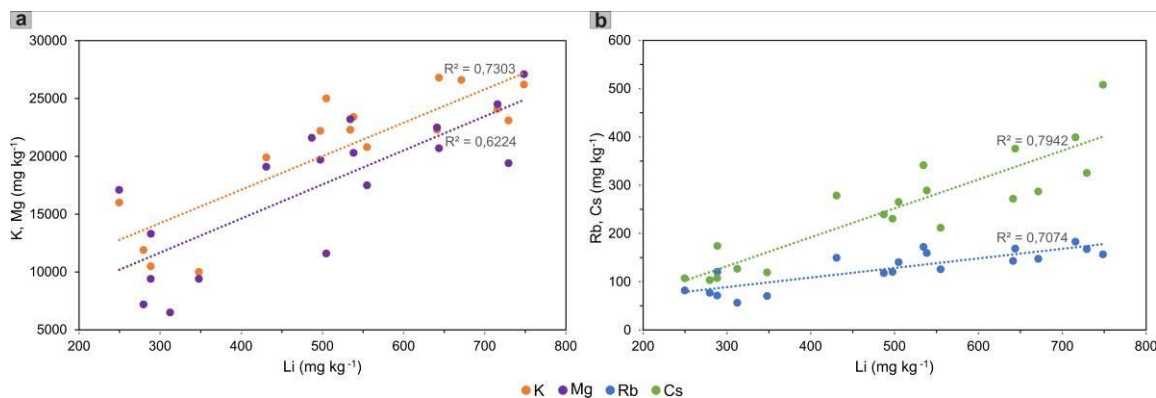 a
30000
25000
20000
15000
10000
5000
K, Mg (mg kg⁻¹)
R² = 0,7303
R² = 0,6224
200 300 400 500 600 700 800
Li (mg kg⁻¹)
b
600
500
400
300
200
100
0
Rb, Cs (mg kg⁻¹)
R² = 0,7942
R² = 0,7074
200 300 400 500 600 700 800
Li (mg kg⁻¹)
K Mg Rb Cs